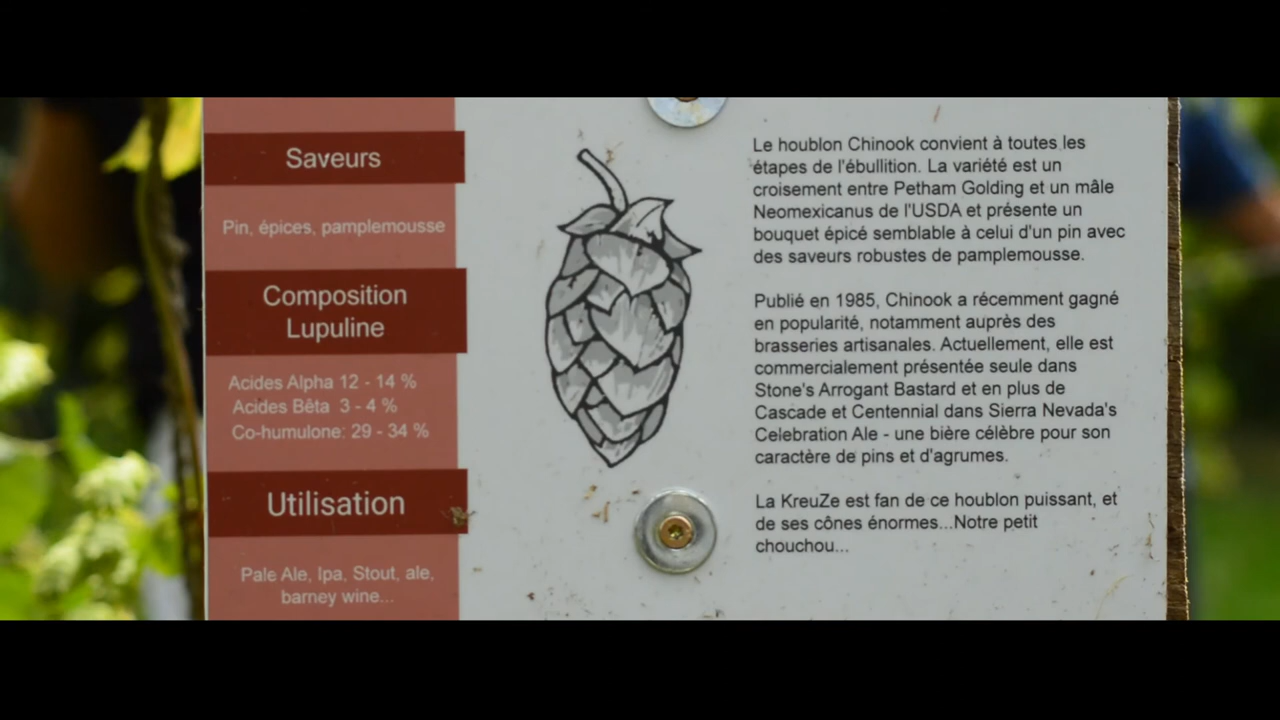 Saveurs
Pin, épices, pamplemousse
Composition
Lupuline
Acides Alpha 12 - 14 %
Acides Bêta 3 - 4 %
Co-humulone: 29 - 34 %
Utilisation
Pale Ale, Ipa, Stout, ale,
barney wine...
Le houblon Chinook convient à toutes les
étapes de l'ébullition. La variété est un
croisement entre Petham Golding et un mâle
Neomexicanus de l'USDA et présente un
bouquet épicé semblable à celui d'un pin avec
des saveurs robustes de pamplemousse.
Publié en 1985, Chinook a récemment gagné
en popularité, notamment auprès des
brasseries artisanales. Actuellement, elle est
commercialement présentée seule dans
Stone's Arrogant Bastard et en plus de
Cascade et Centennial dans Sierra Nevada's
Celebration Ale - une bière célèbre pour son
caractère de pins et d'agrumes.
La KreuZe est fan de ce houblon puissant, et
de ses cônes énormes...Notre petit
chouchou...